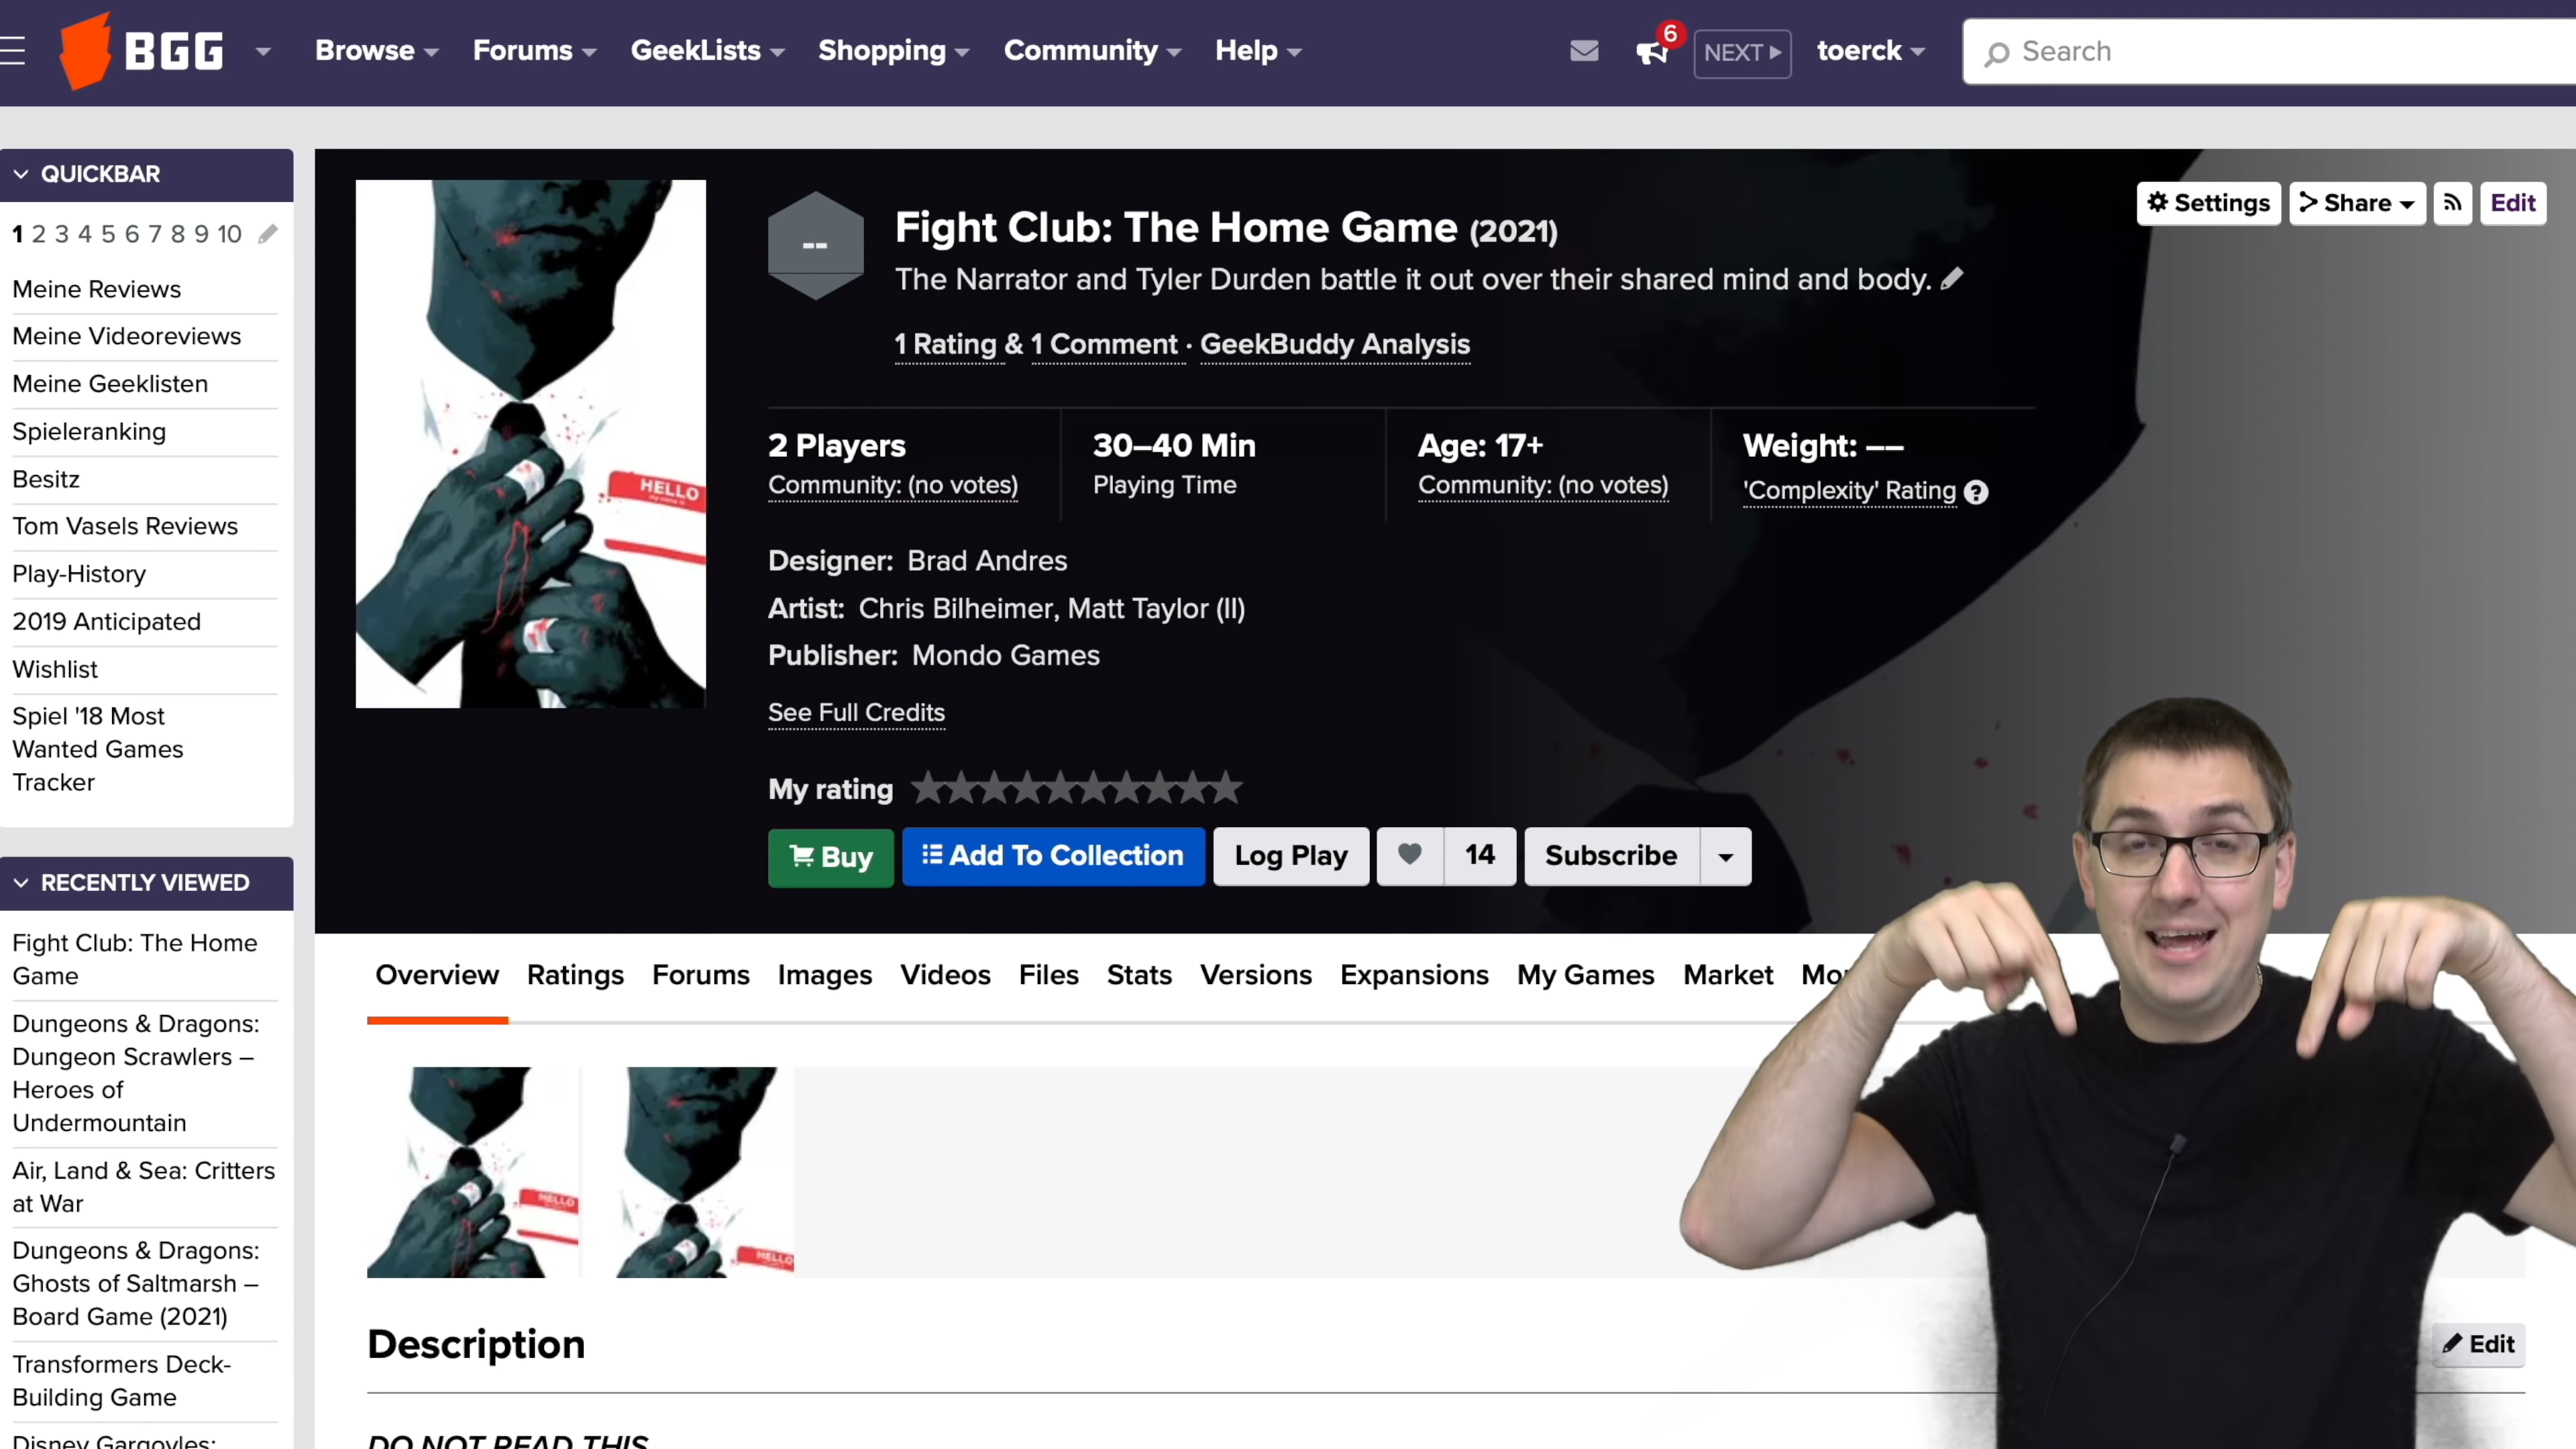 BGG
Browse
Forums
GeekLists
Shopping
Community
Help
6
NEXT
toerck
Search
QUICKBAR
1 2 3 4 5 6 7 8 9 10
Meine Reviews
Meine Videoreviews
Meine Geeklisten
Spieleranking
Besitz
Tom Vasels Reviews
Play-History
2019 Anticipated
Wishlist
Spiel '18 Most
Wanted Games
Tracker
RECENTLY VIEWED
Fight Club: The Home
Game
Dungeons & Dragons:
Dungeon Scrawlers –
Heroes of
Undermountain
Air, Land & Sea: Critters
at War
Dungeons & Dragons:
Ghosts of Saltmarsh –
Board Game (2021)
Transformers Deck-
Building Game
Disney Gargoyles:
HELLO
my name is
--
Fight Club: The Home Game (2021)
The Narrator and Tyler Durden battle it out over their shared mind and body.
1 Rating & 1 Comment · GeekBuddy Analysis
Settings
Share
Edit
2 Players
Community: (no votes)
30–40 Min
Playing Time
Age: 17+
Community: (no votes)
Weight: ––
'Complexity' Rating ?
Designer: Brad Andres
Artist: Chris Bilheimer, Matt Taylor (II)
Publisher: Mondo Games
See Full Credits
My rating
Buy
Add To Collection
Log Play
14
Subscribe
Overview
Ratings
Forums
Images
Videos
Files
Stats
Versions
Expansions
My Games
Market
HELLO
HELLO
Description
Edit
DO NOT READ THIS